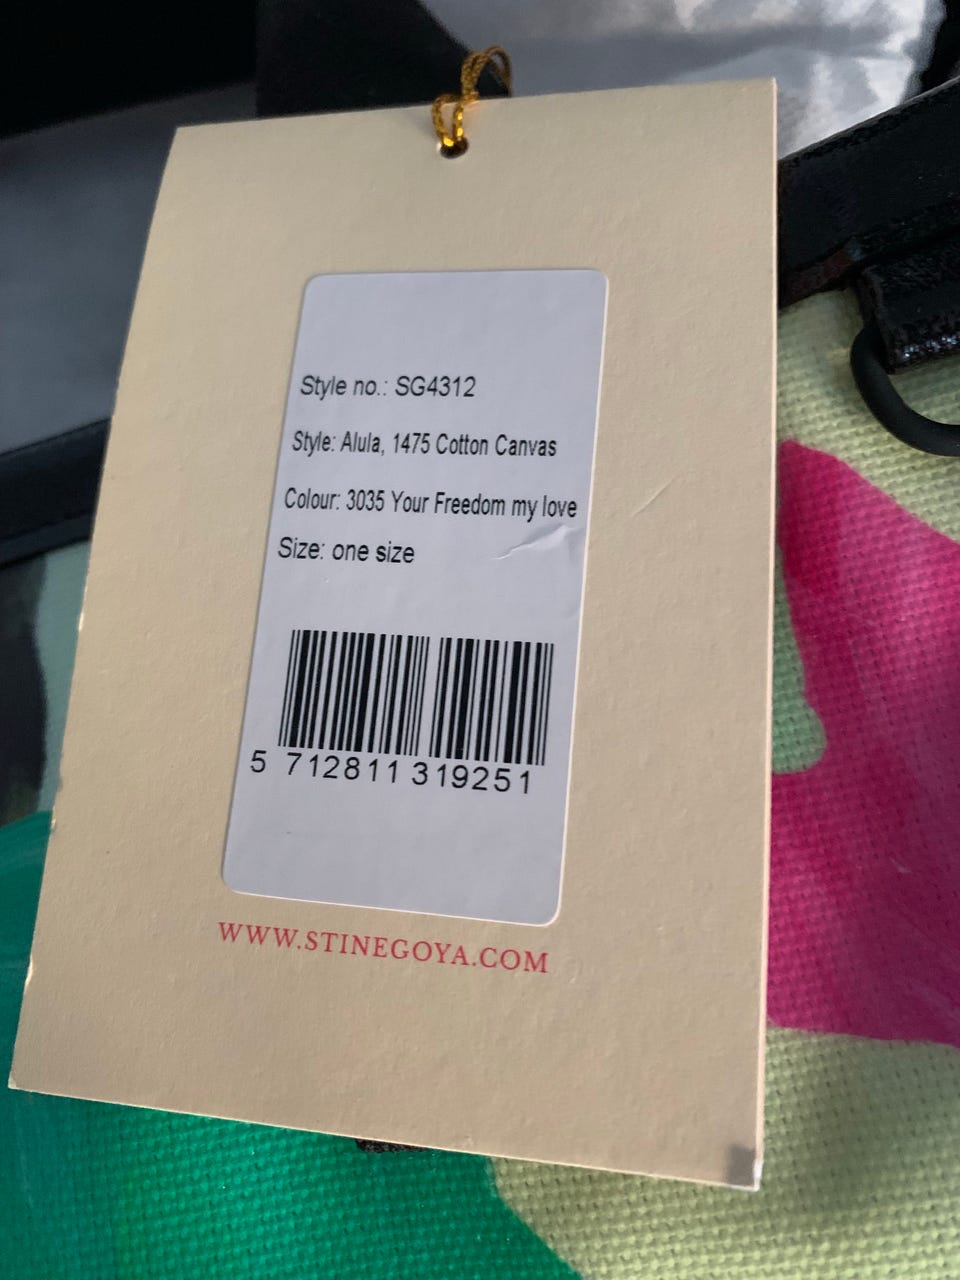 Style no.: SG4312
Style: Alula, 1475 Cotton Canvas
Colour: 3035 Your Freedom my love
Size: one size
5 712811 319251
WWW.STINEGOYA.COM